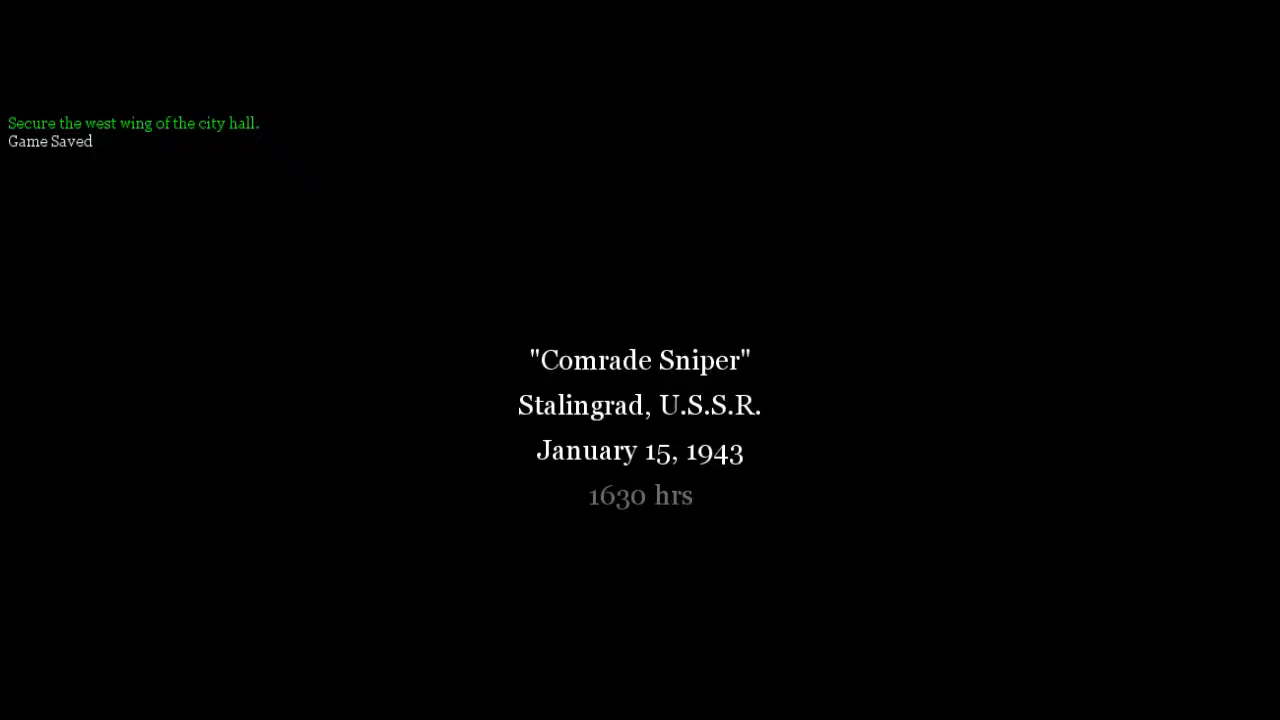 Secure the west wing of the city hall.
Game Saved
"Comrade Sniper"
Stalingrad, U.S.S.R.
January 15, 1943
1630 hrs